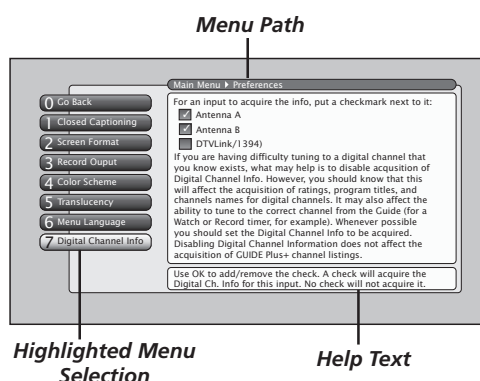 Menu Path
Main Menu ▸ Preferences
0 Go Back
1 Closed Captioning
2 Screen Format
3 Record Ouput
4 Color Scheme
5 Translucency
6 Menu Language
7 Digital Channel Info
For an input to acquire the info, put a checkmark next to it:
Antenna A
Antenna B
DTVLink/1394)
If you are having difficulty tuning to a digital channel that
you know exists, what may help is to disable acqusition of
Digital Channel Info. However, you should know that this
will affect the acquisition of ratings, program titles, and
channels names for digital channels. It may also affect the
ability to tune to the correct channel from the Guide (for a
Watch or Record timer, for example). Whenever possible
you should set the Digital Channel Info to be acquired.
Disabling Digital Channel Information does not affect the
acquisition of GUIDE Plus+ channel listings.
Use OK to add/remove the check. A check will acquire the
Digital Ch. Info for this input. No check will not acquire it.
Highlighted Menu
Selection
Help Text